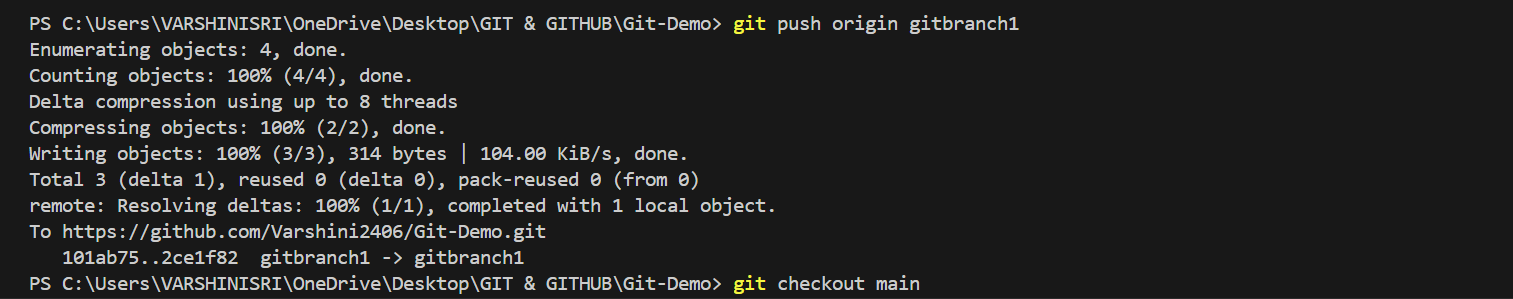 PS C:\Users\VARSHINISRI\OneDrive\Desktop\GIT & GITHUB\Git-Demo> git push origin gitbranch1
Enumerating objects: 4, done.
Counting objects: 100% (4/4), done.
Delta compression using up to 8 threads
Compressing objects: 100% (2/2), done.
Writing objects: 100% (3/3), 314 bytes | 104.00 KiB/s, done.
Total 3 (delta 1), reused 0 (delta 0), pack-reused 0 (from 0)
remote: Resolving deltas: 100% (1/1), completed with 1 local object.
To https://github.com/Varshini2406/Git-Demo.git
   101ab75..2ce1f82  gitbranch1 -> gitbranch1
PS C:\Users\VARSHINISRI\OneDrive\Desktop\GIT & GITHUB\Git-Demo> git checkout main